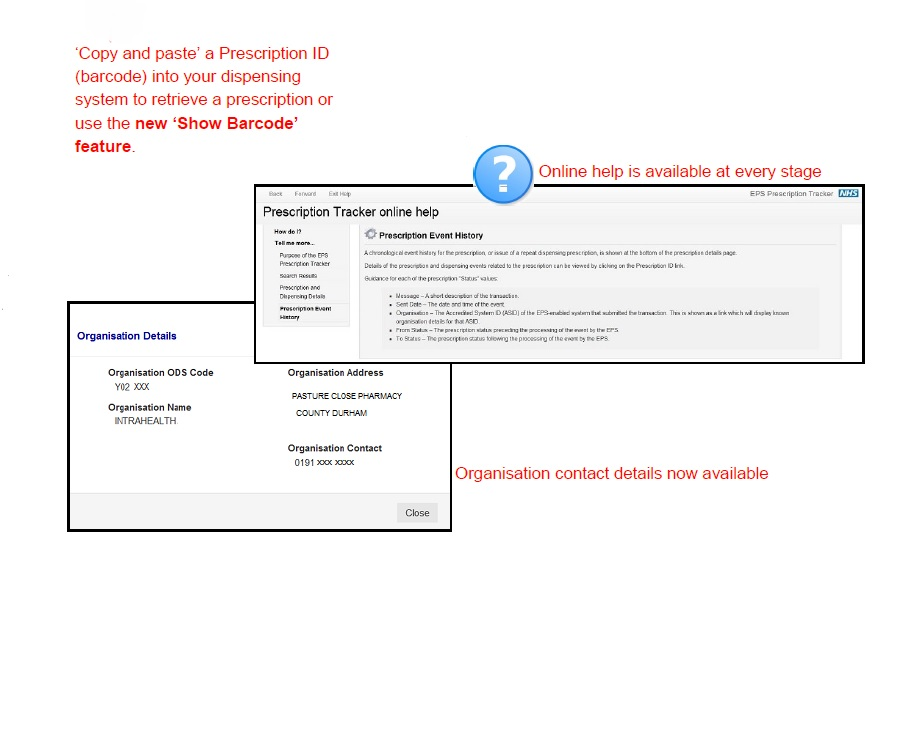 ‘Copy and paste’ a Prescription ID
(barcode) into your dispensing
system to retrieve a prescription or
use the new ‘Show Barcode’
feature.
?
Online help is available at every stage
Back Forward Exit Help
EPS Prescription Tracker NHS
Prescription Tracker online help
How do I?
Tell me more...
Purpose of the EPS
Prescription Tracker
Search Results
Prescription and
Dispensing Details
Prescription Event
History
Prescription Event History
A chronological event history for the prescription, or issue of a repeat dispensing prescription, is shown at the bottom of the prescription details page.
Details of the prescription and dispensing events related to the prescription can be viewed by clicking on the Prescription ID link.
Guidance for each of the prescription "Status" values:
• Message – A short description of the transaction.
• Sent Date – The date and time of the event.
• Organisation – The Accredited System ID (ASID) of the EPS-enabled system that submitted the transaction. This is shown as a link which will display known
organisation details for that ASID.
• From Status – The prescription status preceding the processing of the event by the EPS.
• To Status – The prescription status following the processing of the event by the EPS.
Organisation Details
Organisation ODS Code
Y02 XXX
Organisation Name
INTRAHEALTH
Organisation Address
PASTURE CLOSE PHARMACY
COUNTY DURHAM
Organisation Contact
0191 xxx xxxx
Close
Organisation contact details now available